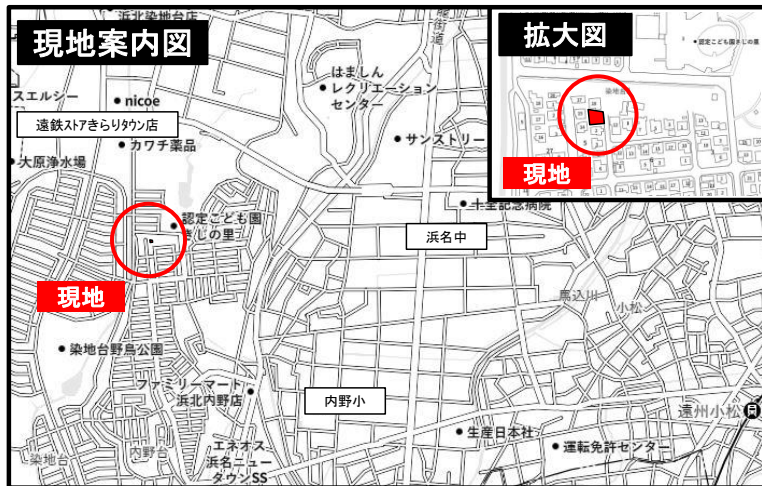 現地案内図
浜北染地台店
街道
拡大図
認定こども園きじの里
現地
はましん
レクリエーション
センター
スエルシー
nicoe
遠鉄ストアきらりタウン店
カワチ薬品
サンストリー
大原浄水場
十全記念病院
認定こども園
きじの里
浜名中
現地
馬込川
小松
染地台野鳥公園
ファミリーマート
浜北内野店
内野小
遠州小松
生産日本社
運転免許センター
エネオス
浜名ニュー
タウンSS
内野台
染地台